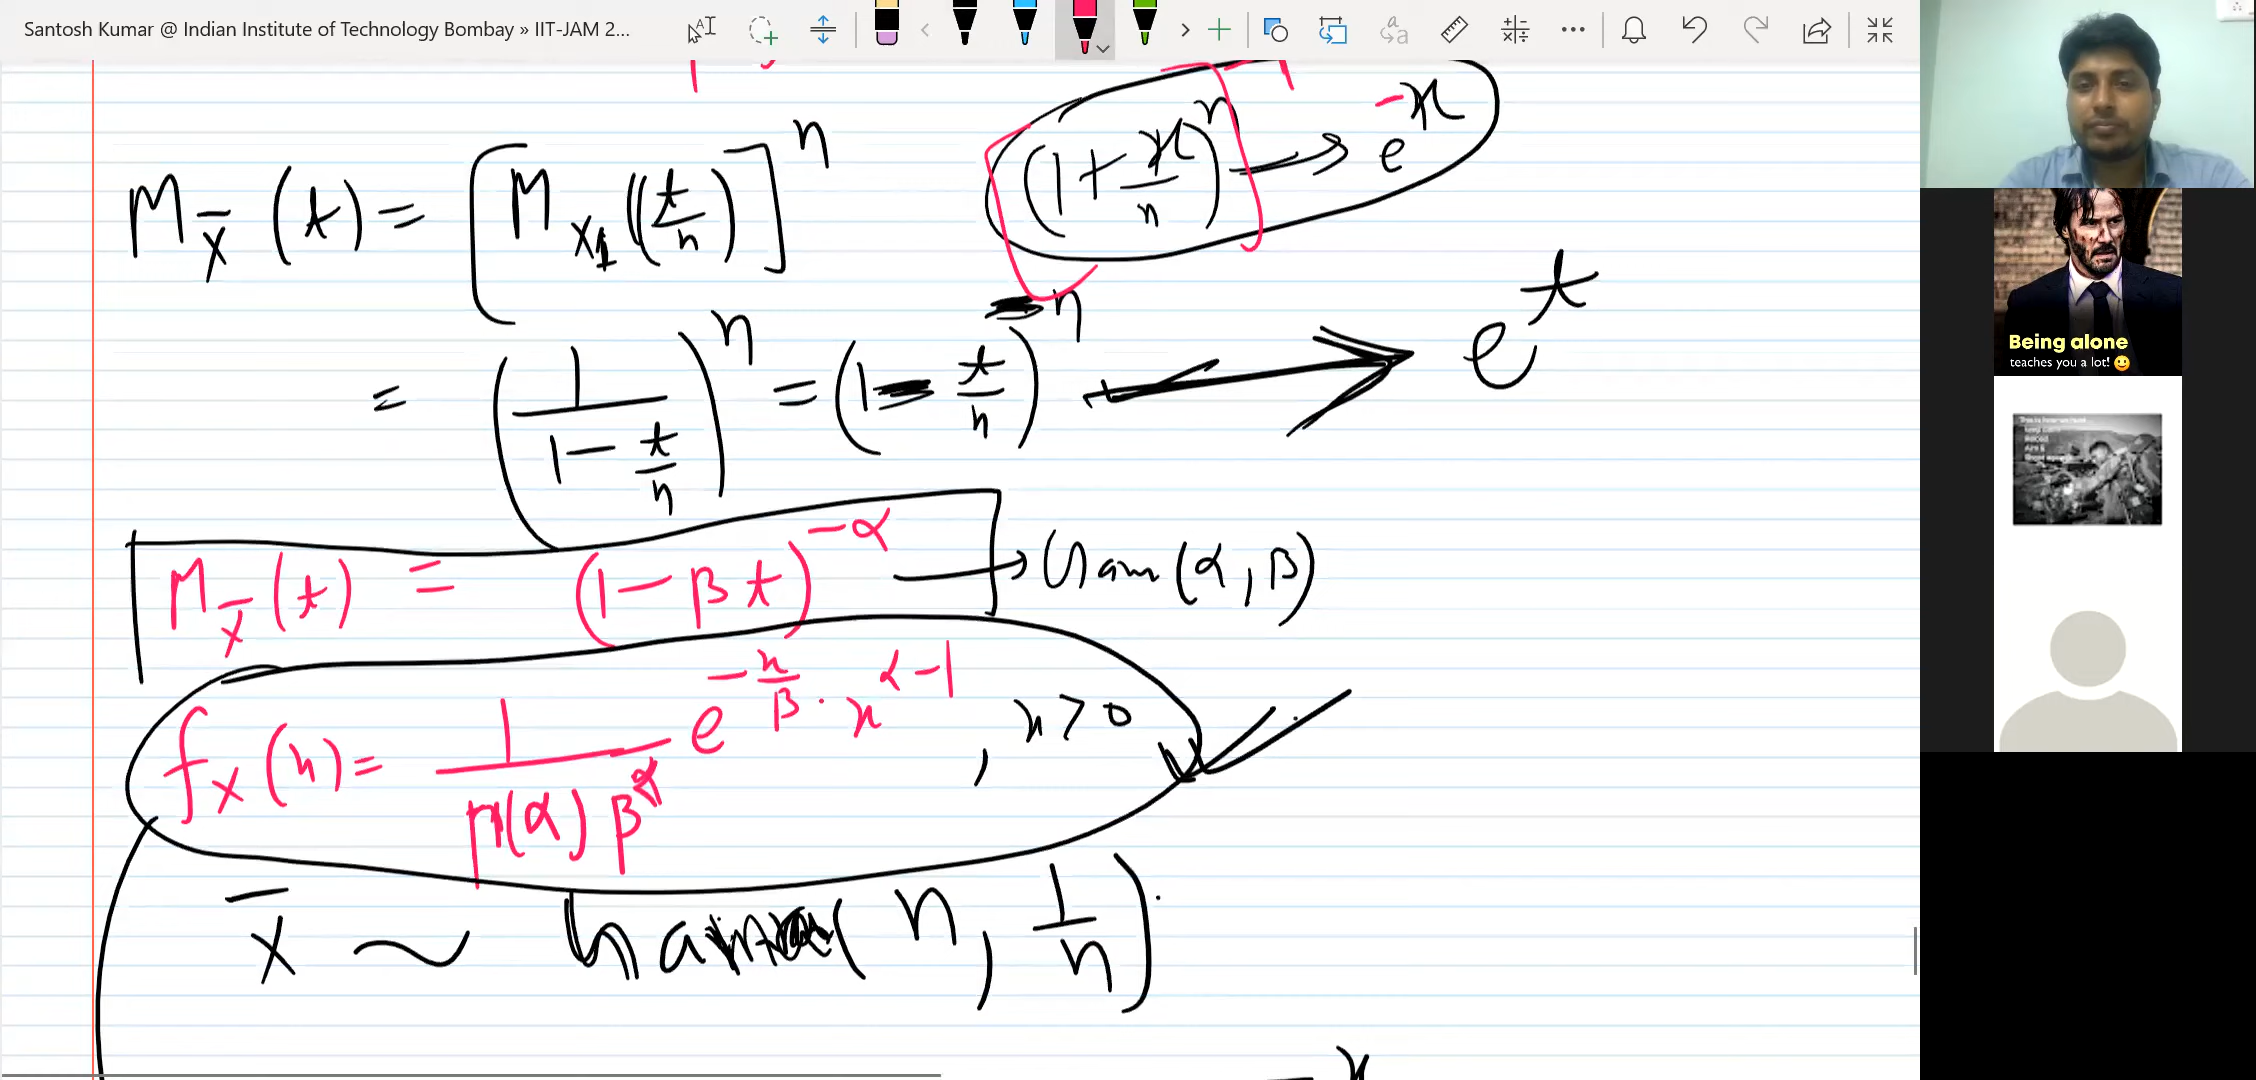 Santosh Kumar @ Indian Institute of Technology Bombay » IIT-JAM 2...
M_X̄ (t) = [M_X₁ (t/n)]^n
(1 + x/n)^n → e^x
= (1/(1 - t/n))^n = (1 - t/n)^-n → e^t
M_X̄ (t) = (1 - βt)^-α → Gam(α, β)
f_X (x) = 1/(Γ(α) β^α) e^(-x/β) · x^(α-1), x > 0
X̄ ~ Gam(n, 1/n)
Being alone
teaches you a lot! 🙂